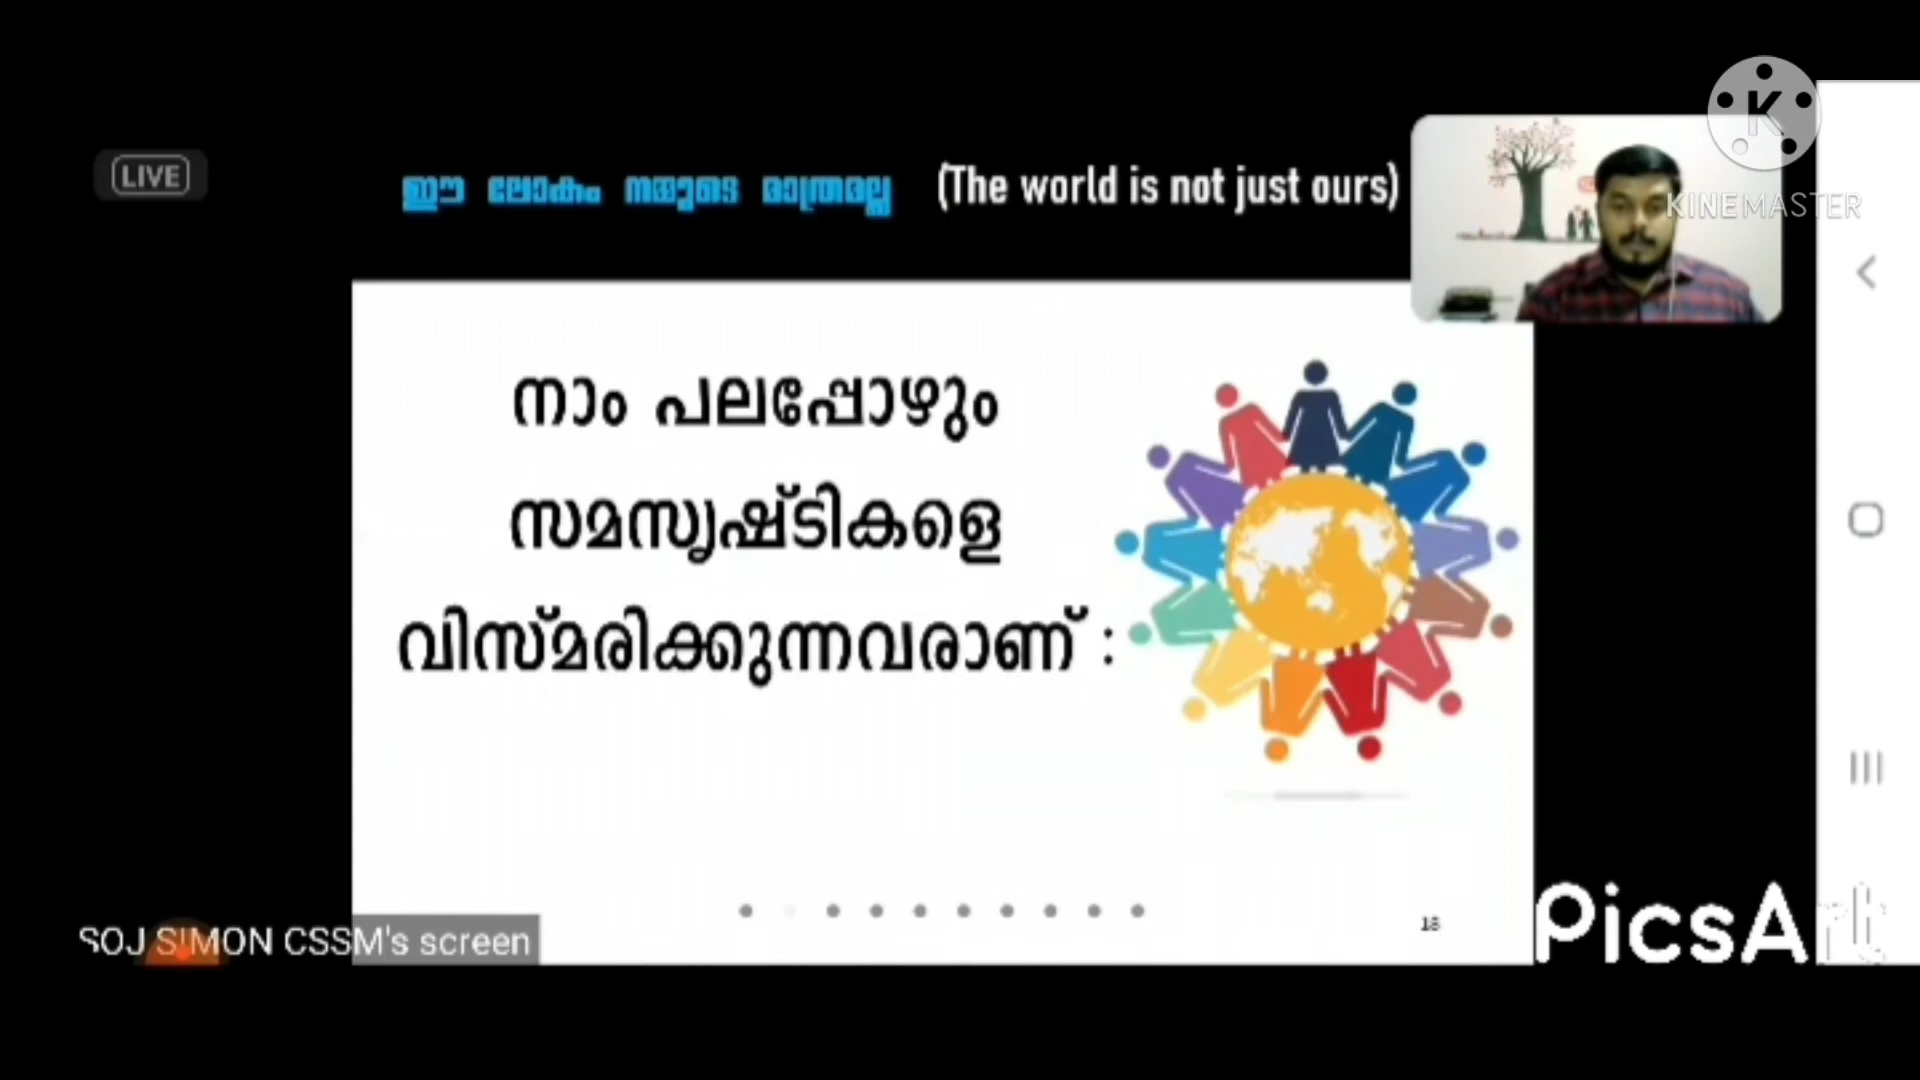 LIVE
ഈ ലോകം നമ്മുടെ മാത്രമല്ല (The world is not just ours)
K
KINEMASTER
നാം പലപ്പോഴും
സമസൃഷ്ടികളെ
വിസ്മരിക്കുന്നവരാണ് :
18
SOJ SIMON CSSM's screen
PicsArt